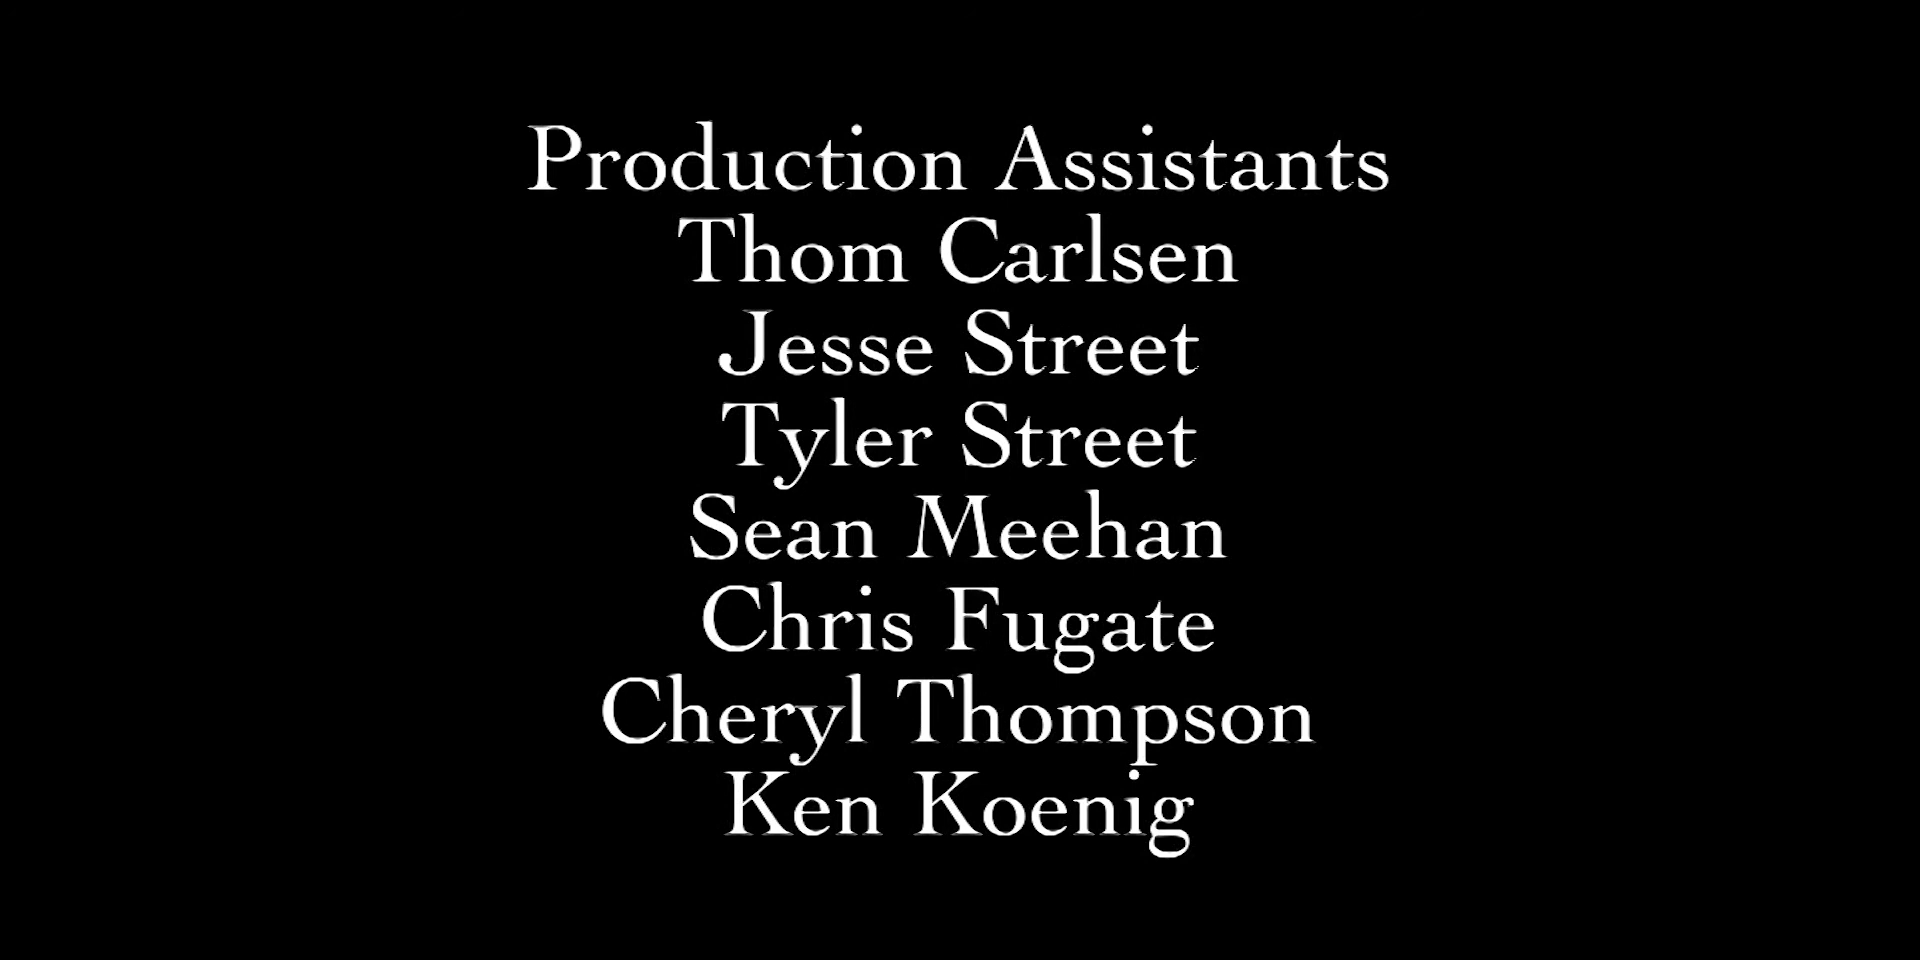 Production Assistants
Thom Carlsen
Jesse Street
Tyler Street
Sean Meehan
Chris Fugate
Cheryl Thompson
Ken Koenig